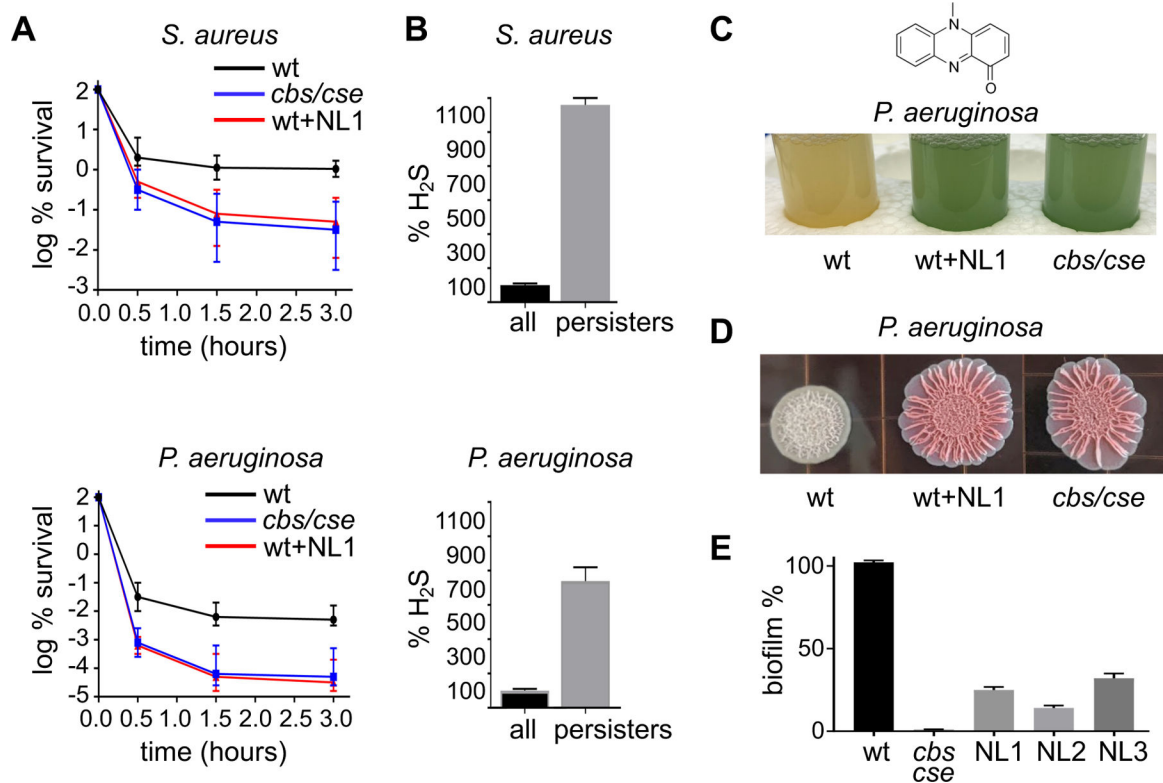 A
S. aureus
wt
cbs/cse
wt+NL1
log % survival
2
1
0
-1
-2
-3
0.0 0.5 1.0 1.5 2.0 2.5 3.0
time (hours)
P. aeruginosa
wt
cbs/cse
wt+NL1
log % survival
2
1
0
-1
-2
-3
-4
-5
0.0 0.5 1.0 1.5 2.0 2.5 3.0
time (hours)
B
S. aureus
% H2S
1100
900
700
500
300
100
all persisters
P. aeruginosa
% H2S
1100
900
700
500
300
100
all persisters
C
N
N
O
P. aeruginosa
wt wt+NL1 cbs/cse
D
P. aeruginosa
wt wt+NL1 cbs/cse
E
biofilm %
100
50
0
wt cbs NL1 NL2 NL3
cse